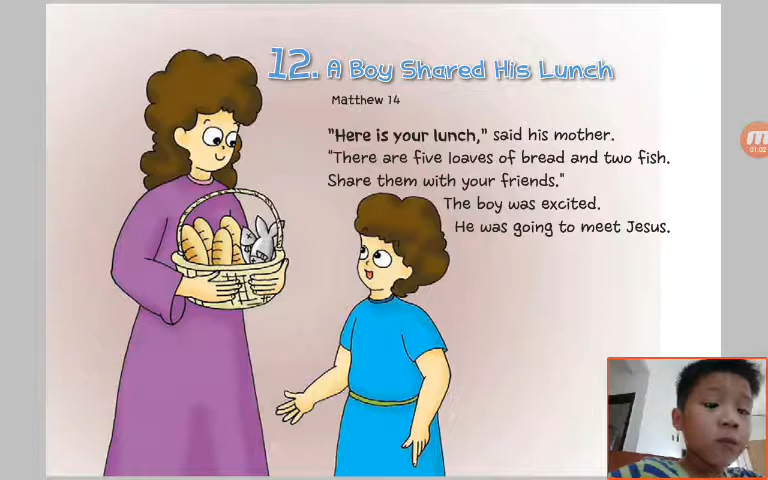 12. A Boy Shared His Lunch
Matthew 14
"Here is your lunch," said his mother.
"There are five loaves of bread and two fish.
Share them with your friends."
The boy was excited.
He was going to meet Jesus.
01:02